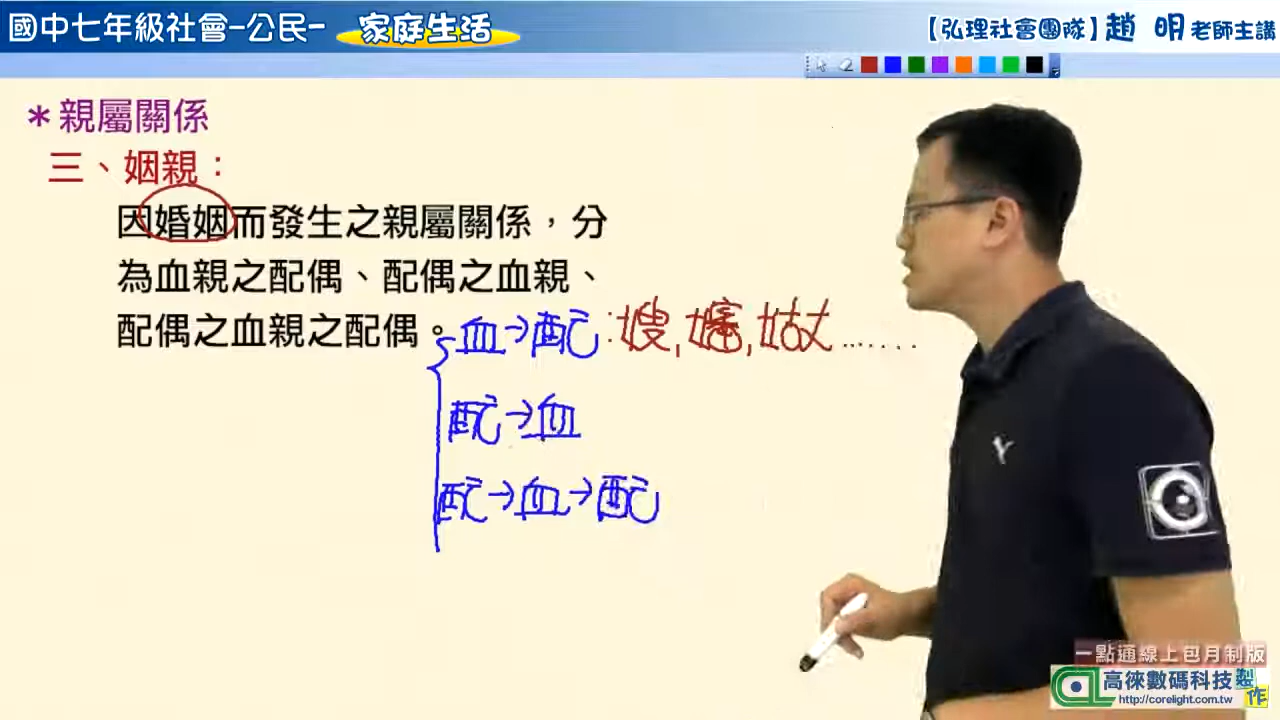 國中七年級社會-公民- 家庭生活 【弘理社會團隊】趙 明 老師主講
＊親屬關係
三、姻親：
因婚姻而發生之親屬關係，分
為血親之配偶、配偶之血親、
配偶之血親之配偶。
血→配:嫂,嬸,姑丈......
配→血
配→血→配
一點通線上包月制版
高徠數碼科技製作
http://corelight.com.tw